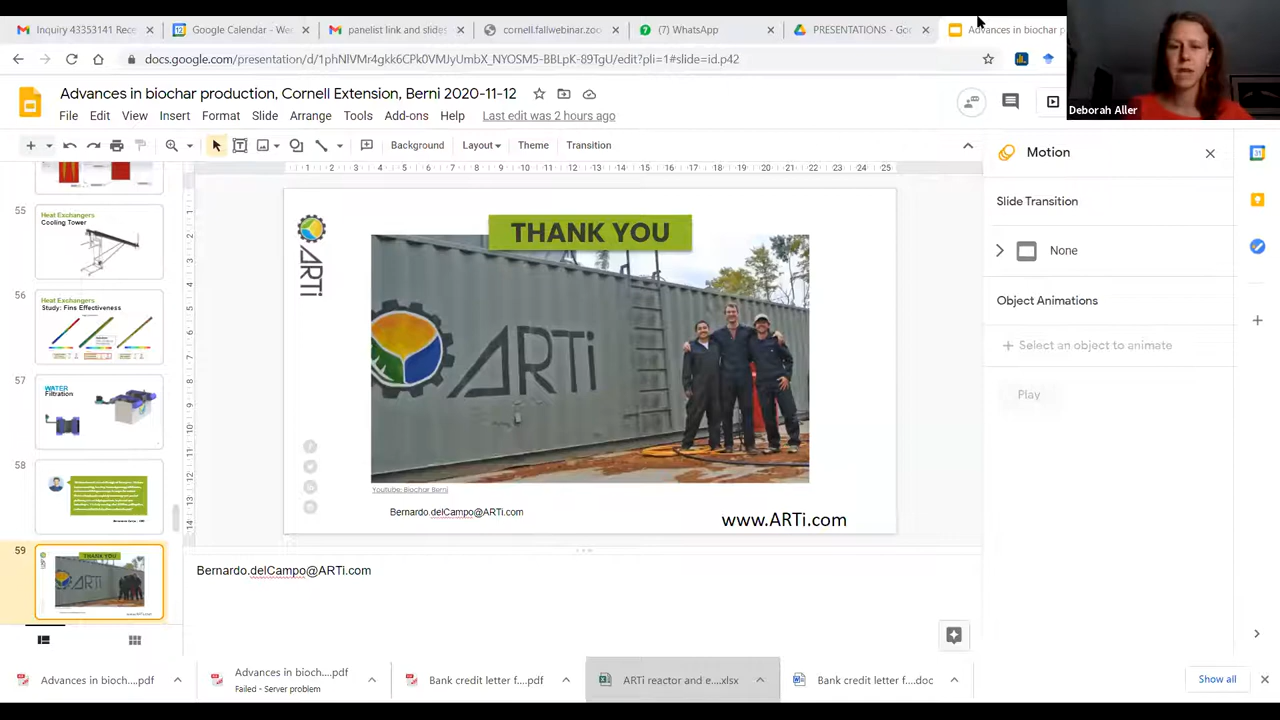 Inquiry 43353141: Rece
Google Calendar - We
panelist link and slides
cornell.fallwebinar.zoo
(7) WhatsApp
PRESENTATIONS - Goo
Advances in biochar p
docs.google.com/presentation/d/1phNfVMr4gkk6CPk0VMJyUmbX_NYOSM5-BBLpK-89TgU/edit?pli=1#slide=id.p42
Deborah Aller
Advances in biochar production. Cornell Extension, Berni 2020-11-12
File Edit View Insert Format Slide Arrange Tools Add-ons Help Last edit was 2 hours ago
Background Layout Theme Transition
Motion
Slide Transition
None
Object Animations
Select an object to animate
Play
55
Heat Exchangers
Cooling Tower
56
Heat Exchangers
Study: Fins Effectiveness
57
WATER
Filtration
58
59
THANK YOU
ARTi
THANK YOU
ARTi
Youtube: Biochar Berni
Bernardo.delCampo@ARTi.com
www.ARTi.com
Bernardo.delCampo@ARTi.com
Advances in bioch....pdf
Advances in bioch....pdf
Failed - Server problem
Bank credit letter f....pdf
ARTi reactor and e....xlsx
Bank credit letter f....doc
Show all